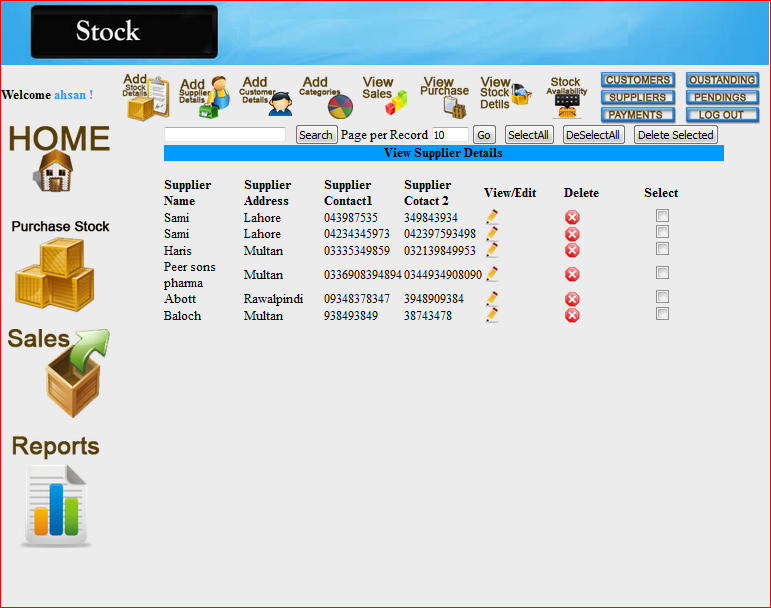 Stock
Welcome ahsan !
Add Stock Details
Add Supplier Details
Add Customer Details
Add Categories
View Sales
View Purchase
View Stock Detils
Stock Availability
CUSTOMERS OUSTANDING
SUPPLIERS PENDINGS
PAYMENTS LOG OUT
HOME
Purchase Stock
Sales
Reports
Search Page per Record 10 Go SelectAll DeSelectAll Delete Selected
View Supplier Details
Supplier Name Supplier Address Supplier Contact1 Supplier Cotact 2 View/Edit Delete Select
Sami Lahore 043987535 349843934
Sami Lahore 04234345973 042397593498
Haris Multan 03335349859 032139849953
Peer sons pharma Multan 0336908394894 0344934908090
Abott Rawalpindi 09348378347 3948909384
Baloch Multan 938493849 38743478